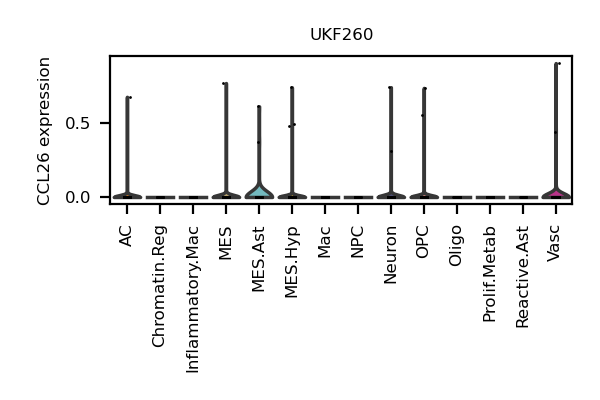 UKF260
CCL26 expression
0.5
0.0
AC
Chromatin.Reg
Inflammatory.Mac
MES
MES.Ast
MES.Hyp
Mac
NPC
Neuron
OPC
Oligo
Prolif.Metab
Reactive.Ast
Vasc